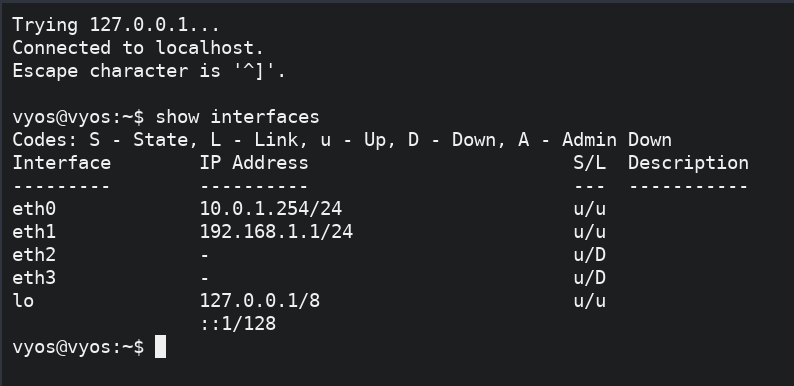 Trying 127.0.0.1...
Connected to localhost.
Escape character is '^]'.
vyos@vyos:~$ show interfaces
Codes: S - State, L - Link, u - Up, D - Down, A - Admin Down
Interface        IP Address                        S/L  Description
---------        ----------                        ---  -----------
eth0             10.0.1.254/24                     u/u
eth1             192.168.1.1/24                    u/u
eth2             -                                 u/D
eth3             -                                 u/D
lo               127.0.0.1/8                       u/u
                 ::1/128
vyos@vyos:~$